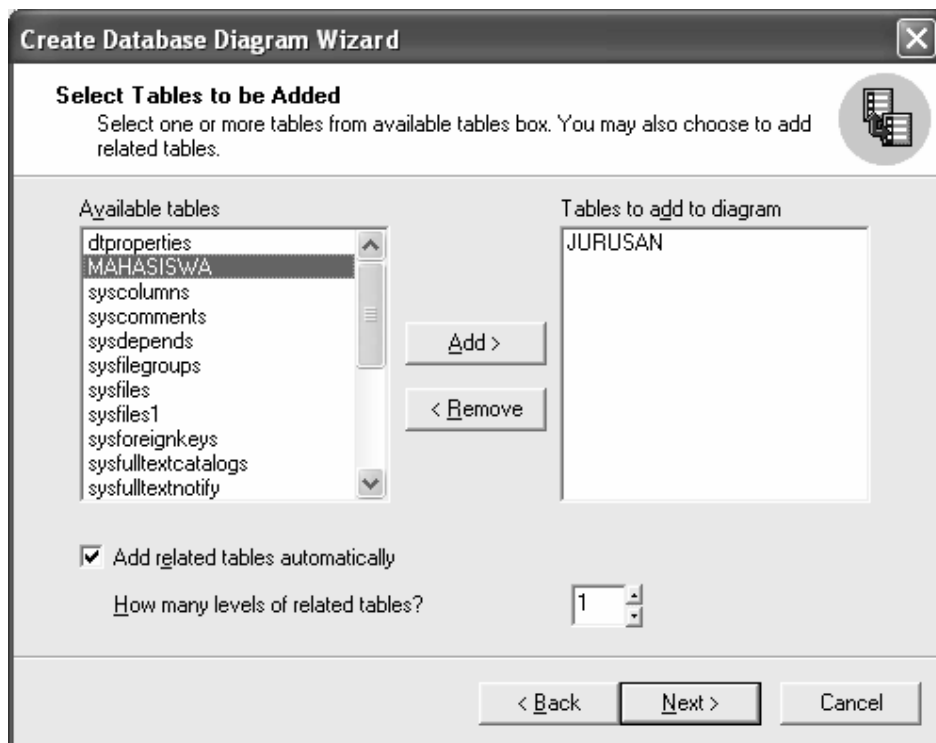 Create Database Diagram Wizard
Select Tables to be Added
Select one or more tables from available tables box. You may also choose to add
related tables.
Available tables
dtproperties
MAHASISWA
syscolumns
syscomments
sysdepends
sysfilegroups
sysfiles
sysfiles1
sysforeignkeys
sysfulltextcatalogs
sysfulltextnotify
Add >
< Remove
Tables to add to diagram
JURUSAN
Add related tables automatically
How many levels of related tables?
1
< Back
Next >
Cancel